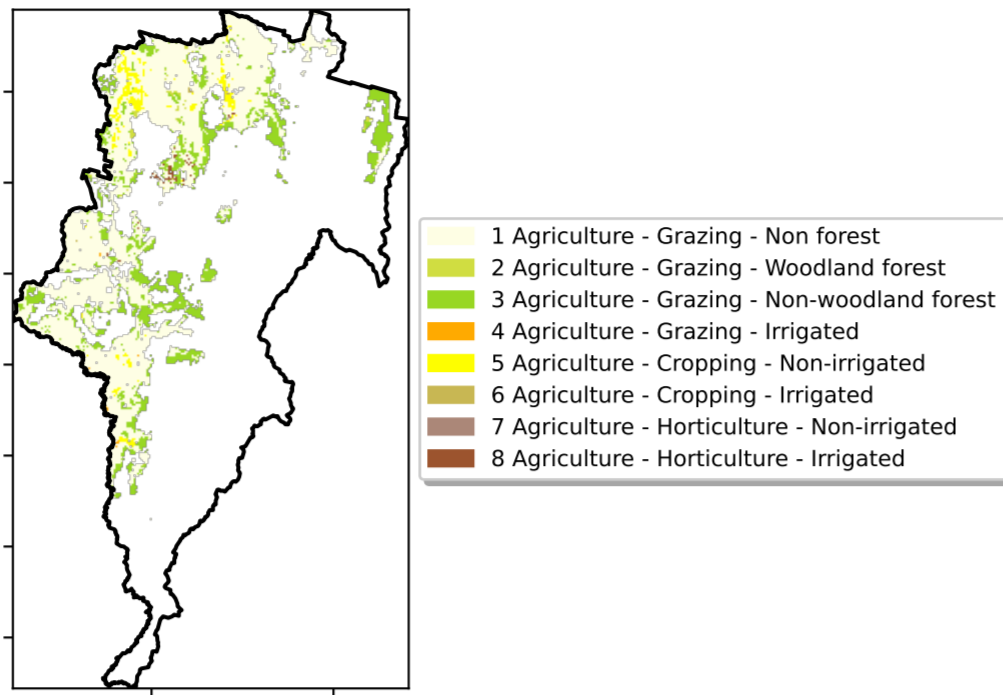 1 Agriculture - Grazing - Non forest
2 Agriculture - Grazing - Woodland forest
3 Agriculture - Grazing - Non-woodland forest
4 Agriculture - Grazing - Irrigated
5 Agriculture - Cropping - Non-irrigated
6 Agriculture - Cropping - Irrigated
7 Agriculture - Horticulture - Non-irrigated
8 Agriculture - Horticulture - Irrigated